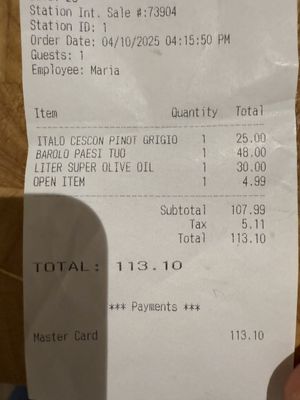 Station Int. Sale #:73904
Station ID: 1
Order Date: 04/10/2025 04:15:50 PM
Guests: 1
Employee: Maria
Item Quantity Total
ITALO CESCON PINOT GRIGIO 1 25.00
BAROLO PAESI TUO 1 48.00
LITER SUPER OLIVE OIL 1 30.00
OPEN ITEM 1 4.99
Subtotal 107.99
Tax 5.11
Total 113.10
TOTAL: 113.10
*** Payments ***
Master Card 113.10